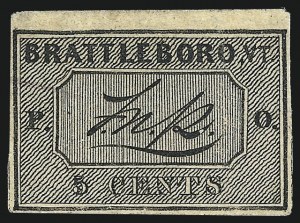 BRATTLEBORO, VT.
P. F.N.P. O.
5 CENTS